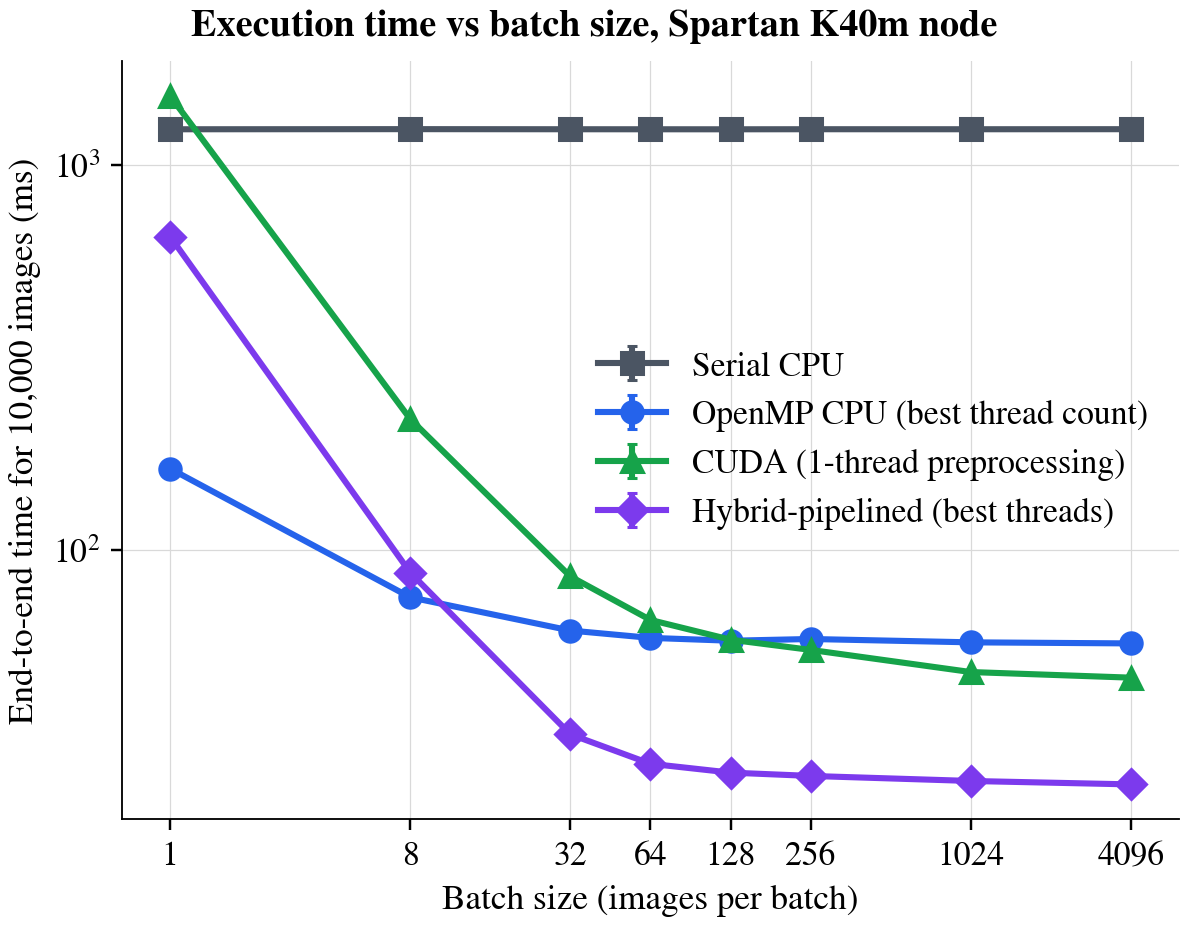 Execution time vs batch size, Spartan K40m node
End-to-end time for 10,000 images (ms)
10³
10²
Serial CPU
OpenMP CPU (best thread count)
CUDA (1-thread preprocessing)
Hybrid-pipelined (best threads)
1 8 32 64 128 256 1024 4096
Batch size (images per batch)